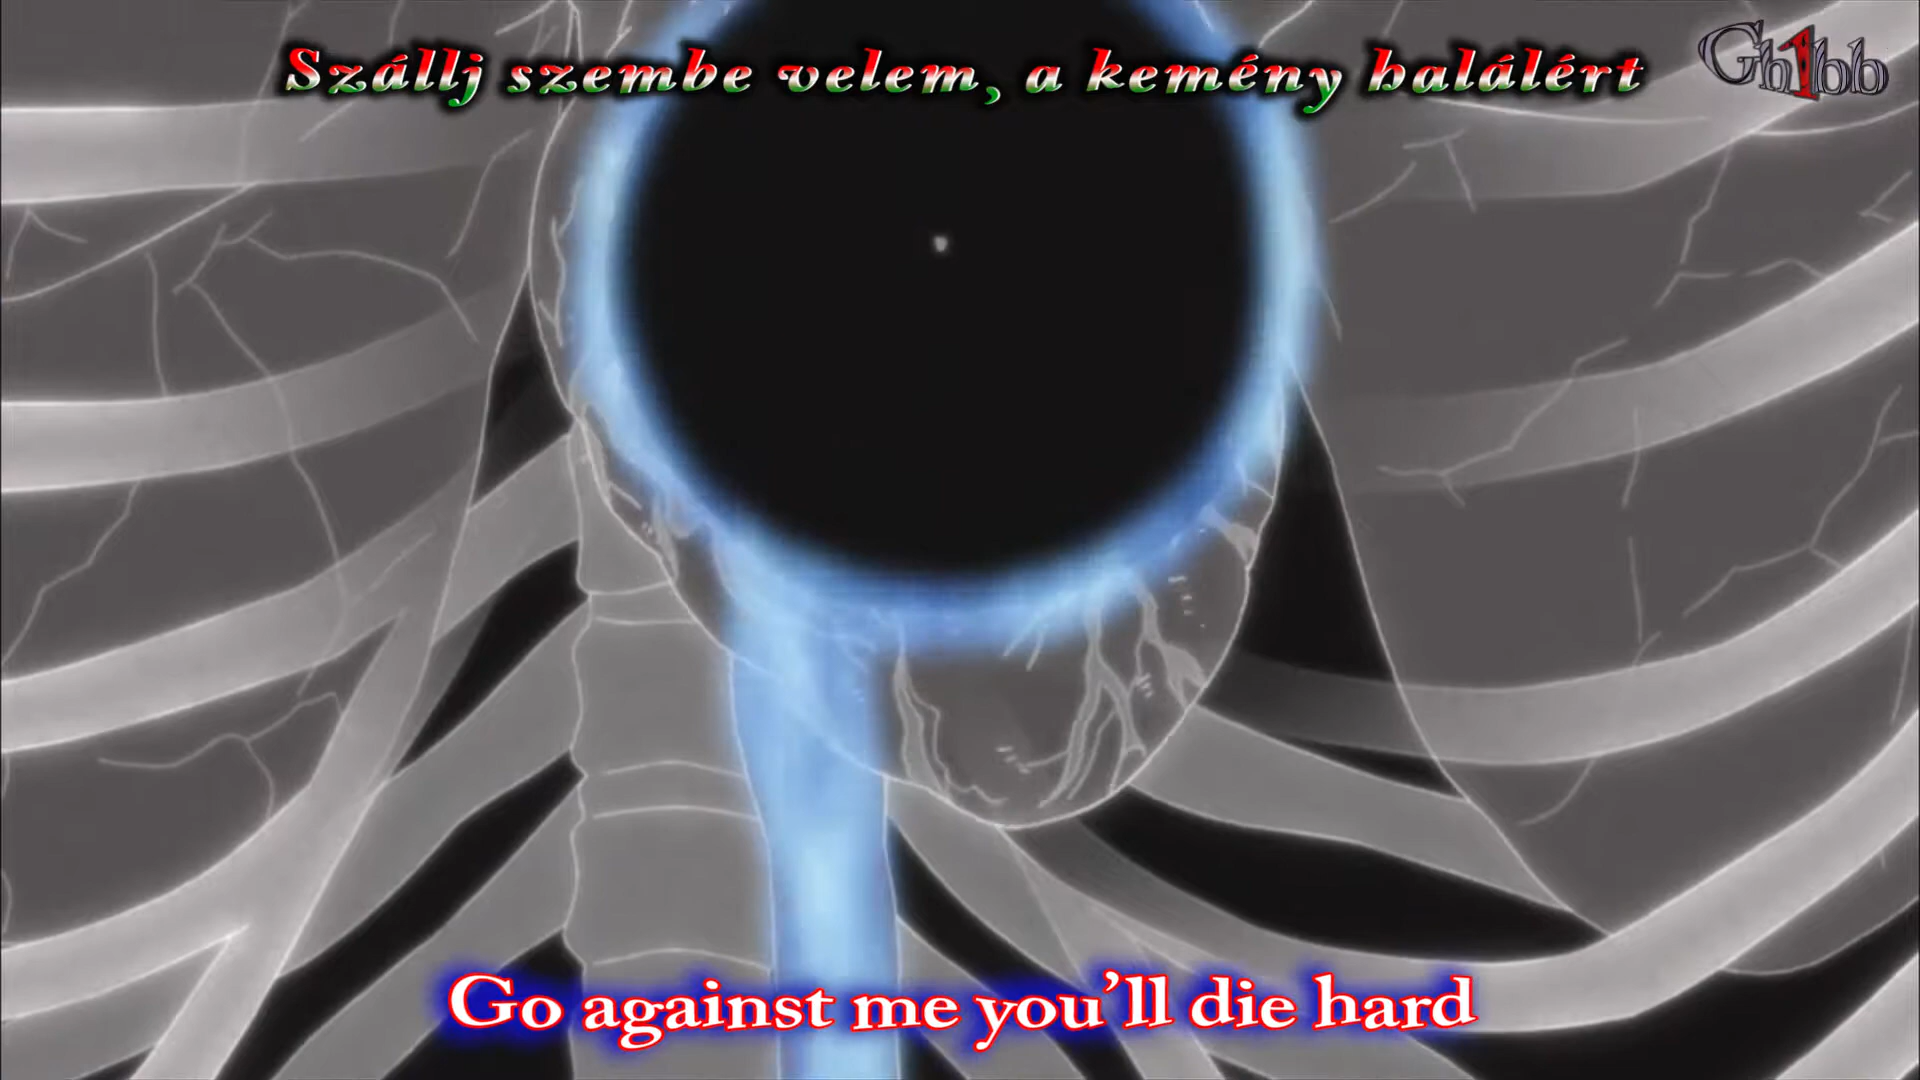 Szállj szembe velem, a kemény halálért
Gh1bb
Go against me you'll die hard